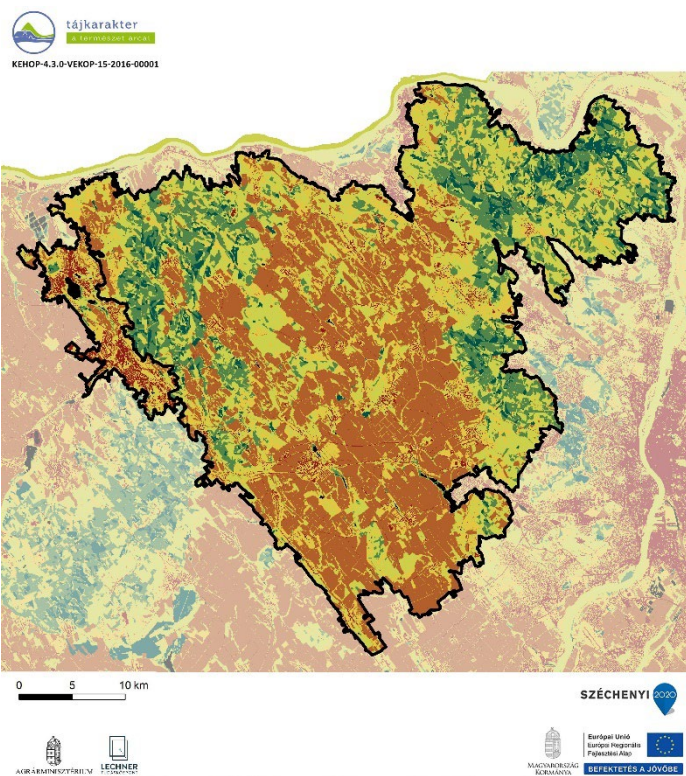 tájkarakter
a természet arcai
KEHOP-4.3.0-VEKOP-15-2016-00001
0 5 10 km
SZÉCHENYI 2020
AGRÁRMINISZTÉRIUM
LECHNER
MAGYARORSZÁG
KORMÁNYA
Európai Unió
Európai Regionális
Fejlesztési Alap
BEFEKTETÉS A JÖVŐBE